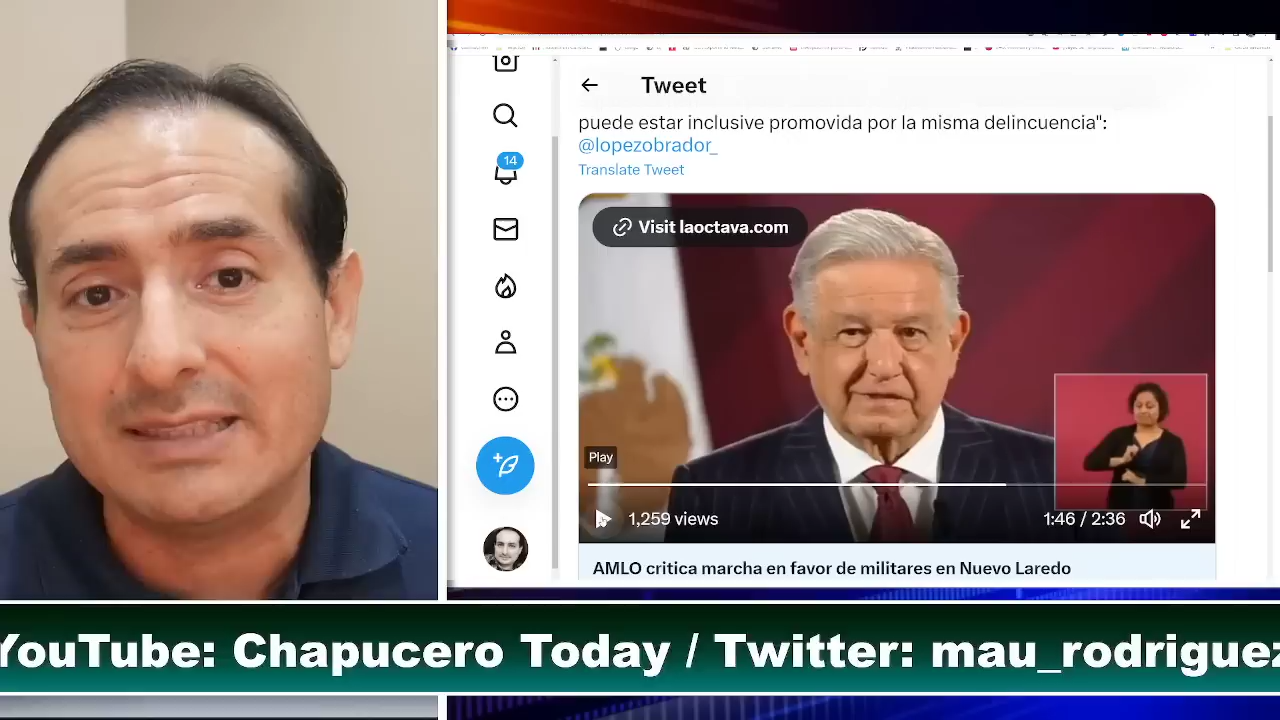 Tweet
puede estar inclusive promovida por la misma delincuencia":
@lopezobrador_
14
Translate Tweet
Visit laoctava.com
Play
1,259 views
1:46 / 2:36
AMLO critica marcha en favor de militares en Nuevo Laredo
YouTube: Chapucero Today / Twitter: mau_rodriguez